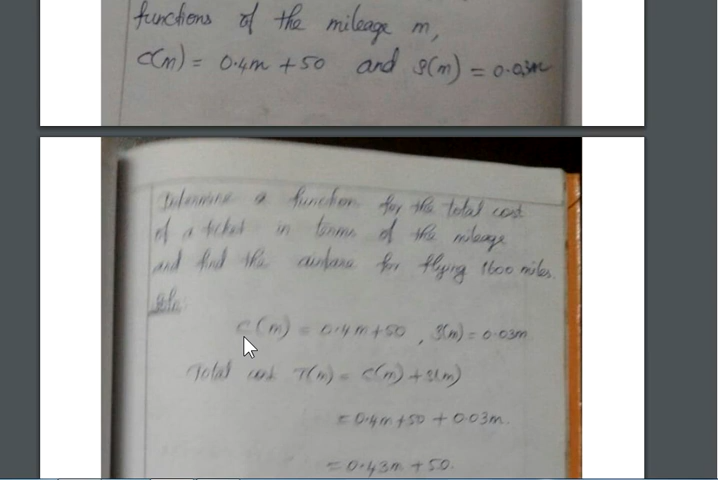 functions of the mileage m,
C(m) = 0.4m + 50 and S(m) = 0.03m
Determine a function for the total cost
of a ticket in terms of the mileage
and find the airfare for flying 1600 miles.
Soln:
C(m) = 0.4m + 50, S(m) = 0.03m
Total cost T(m) = C(m) + S(m)
= 0.4m + 50 + 0.03m.
= 0.43m + 50.